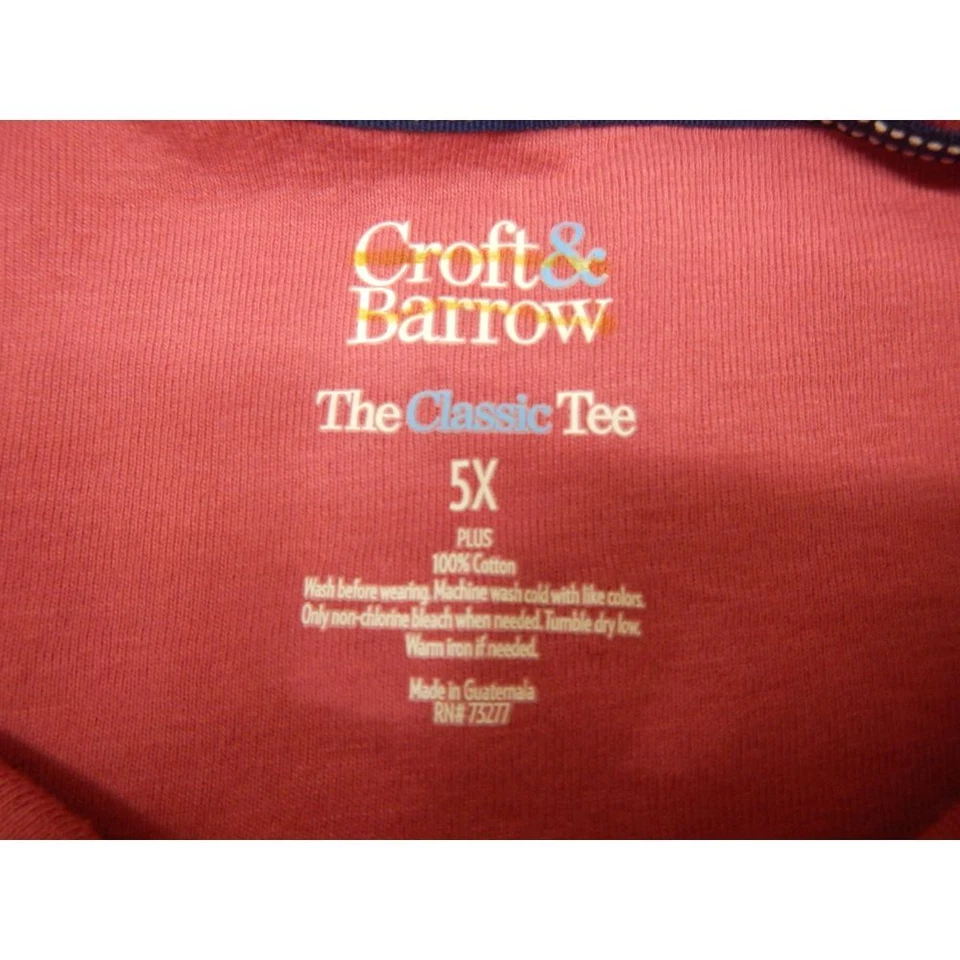 Croft&
Barrow
The Classic Tee
5X
PLUS
100% Cotton
Wash before wearing. Machine wash cold with like colors.
Only non-chlorine bleach when needed. Tumble dry low.
Warm iron if needed.
Made in Guatemala
RN# 73277